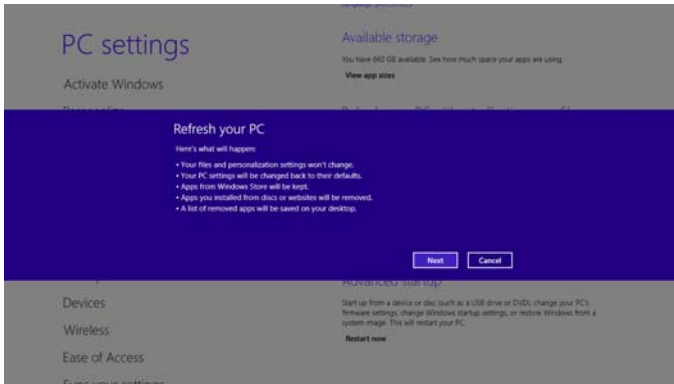 PC settings
Activate Windows
Devices
Wireless
Ease of Access
Sync your settings
Available storage
You have 660 GB available. See how much space your apps are using.
View app sizes
Refresh your PC
Here's what will happen:
• Your files and personalization settings won't change.
• Your PC settings will be changed back to their defaults.
• Apps from Windows Store will be kept.
• Apps you installed from discs or websites will be removed.
• A list of removed apps will be saved on your desktop.
Next
Cancel
Advanced startup
Start up from a device or disc (such as a USB drive or DVD), change your PC's
firmware settings, change Windows startup settings, or restore Windows from a
system image. This will restart your PC.
Restart now